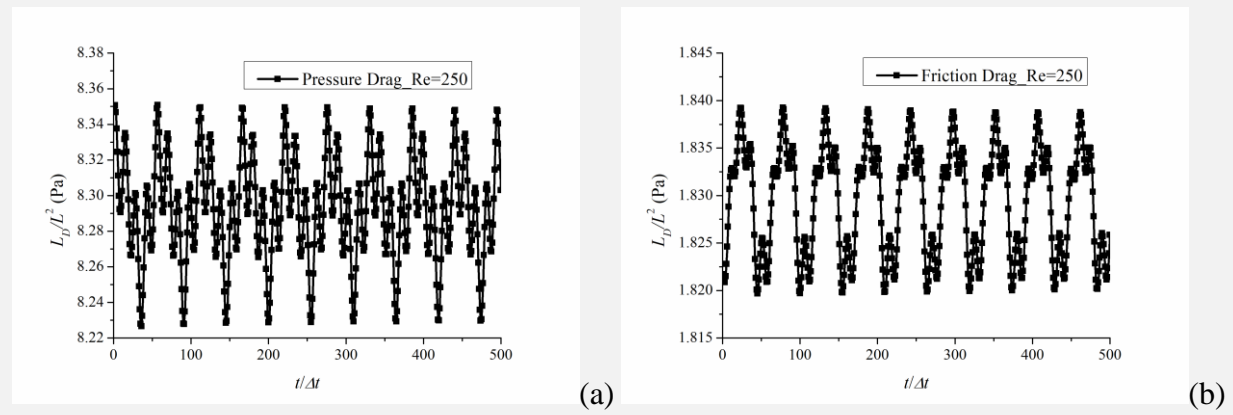 8.38
8.36
8.34
8.32
8.30
8.28
8.26
8.24
8.22
L_D/L² (Pa)
Pressure Drag_Re=250
0 100 200 300 400 500
t/Δt
(a)
1.845
1.840
1.835
1.830
1.825
1.820
1.815
L_D/L² (Pa)
Friction Drag_Re=250
0 100 200 300 400 500
t/Δt
(b)